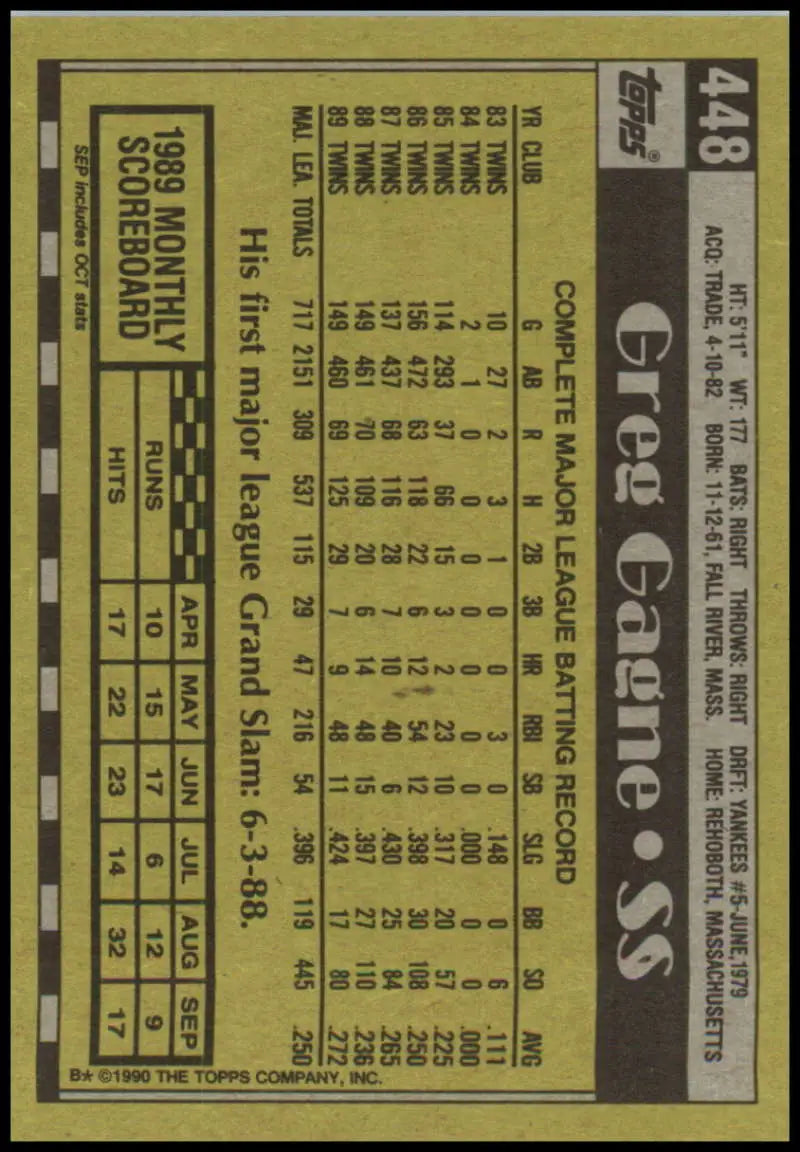 448
topps®
HT: 5'11" WT: 177 BATS: RIGHT THROWS: RIGHT DRFT: YANKEES #5-JUNE, 1979
ACQ: TRADE, 4-10-82 BORN: 11-12-61, FALL RIVER, MASS. HOME: REHOBOTH, MASSACHUSETTS
Greg Gagne • SS
COMPLETE MAJOR LEAGUE BATTING RECORD
YR CLUB G AB R H 2B 3B HR RBI SB SLG BB SO AVG
83 TWINS 10 27 2 3 1 0 0 3 0 .148 0 6 .111
84 TWINS 2 1 0 0 0 0 0 0 0 .000 0 0 .000
85 TWINS 114 293 37 66 15 3 2 23 10 .317 20 57 .225
86 TWINS 156 472 63 118 22 6 12 54 12 .398 30 108 .250
87 TWINS 137 437 68 116 28 7 10 40 6 .430 25 84 .265
88 TWINS 149 461 70 109 20 6 14 48 15 .397 27 110 .236
89 TWINS 149 460 69 125 29 7 9 48 11 .424 17 80 .272
MAJ. LEA. TOTALS 717 2151 309 537 115 29 47 216 54 .396 119 445 .250
His first major league Grand Slam: 6-3-88.
1989 MONTHLY
SCOREBOARD
APR MAY JUN JUL AUG SEP
RUNS 10 15 17 6 12 9
HITS 17 22 23 14 32 17
SEP includes OCT stats
B* ©1990 THE TOPPS COMPANY, INC.